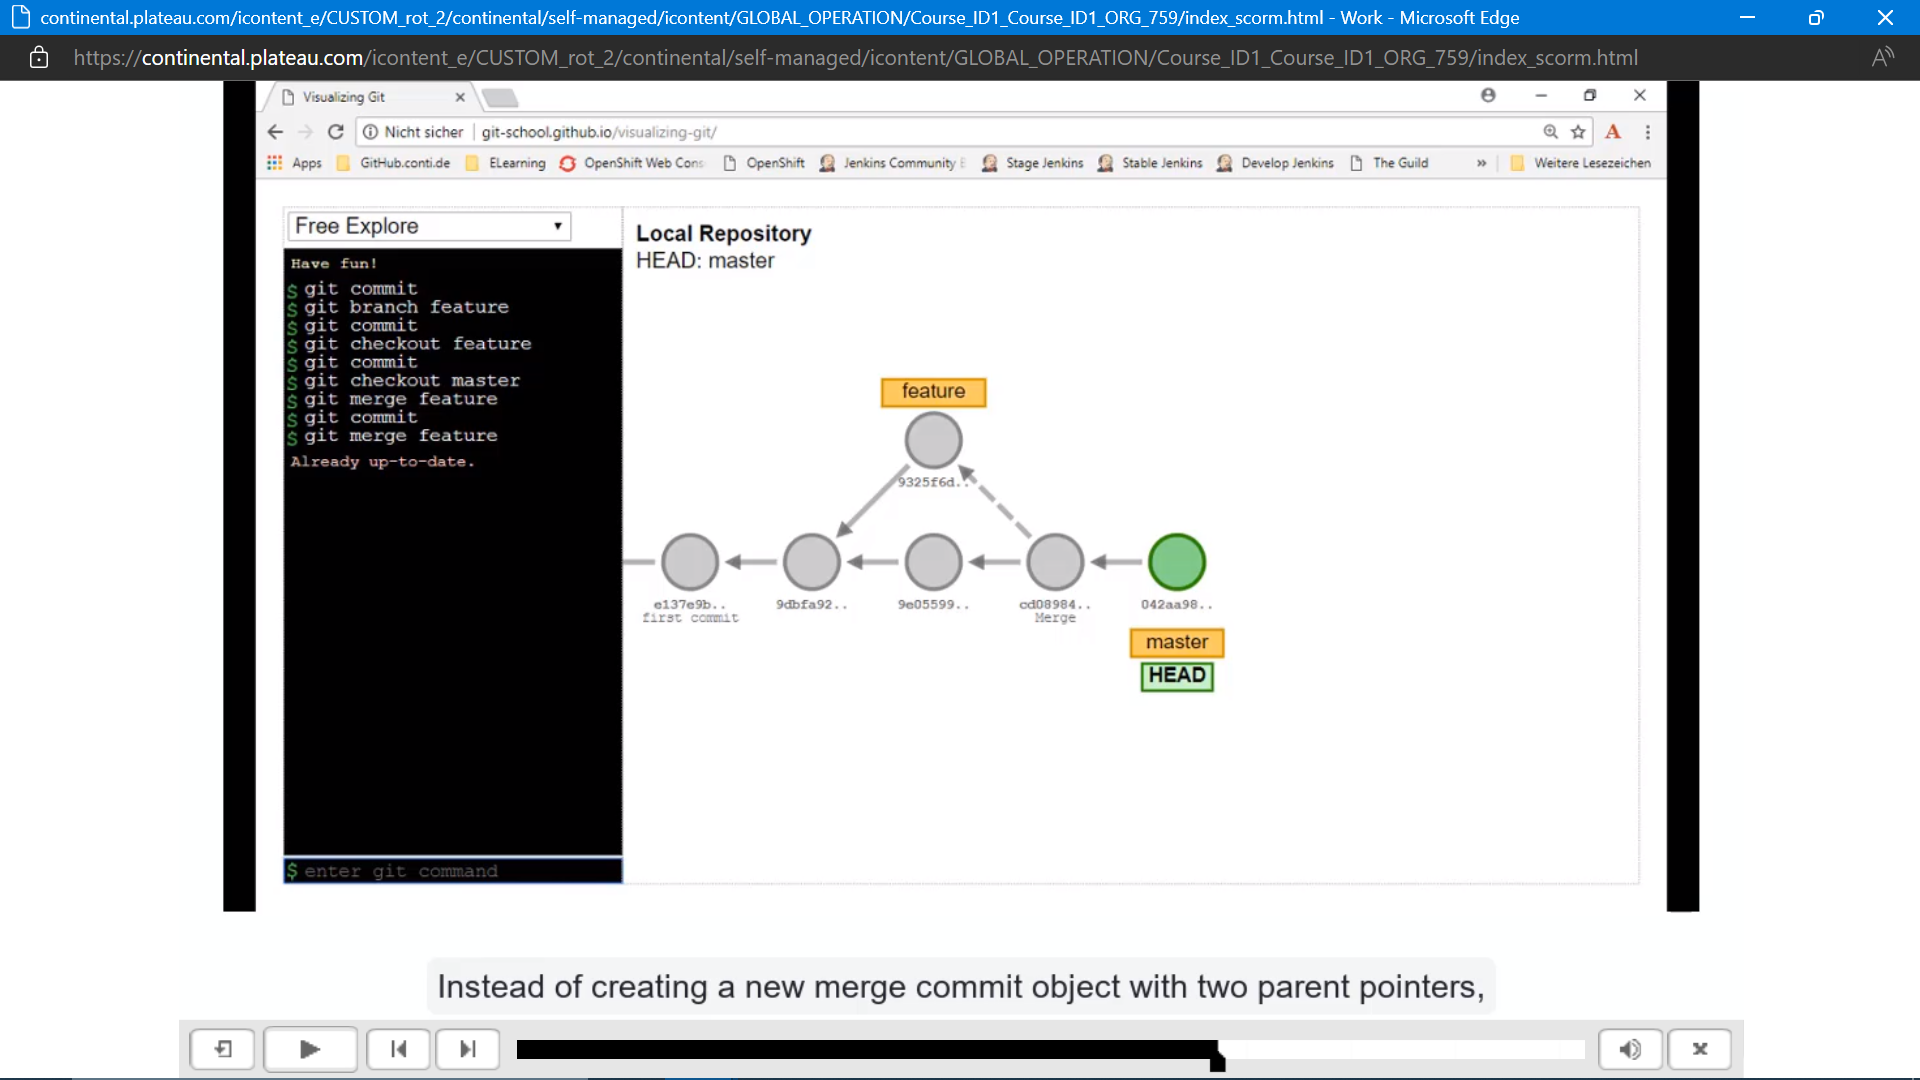 continental.plateau.com/icontent_e/CUSTOM_rot_2/continental/self-managed/icontent/GLOBAL_OPERATION/Course_ID1_Course_ID1_ORG_759/index_scorm.html - Work - Microsoft Edge
https://continental.plateau.com/icontent_e/CUSTOM_rot_2/continental/self-managed/icontent/GLOBAL_OPERATION/Course_ID1_Course_ID1_ORG_759/index_scorm.html
Visualizing Git
Nicht sicher git-school.github.io/visualizing-git/
Apps GitHub.conti.de ELearning OpenShift Web Cons OpenShift Jenkins Community E Stage Jenkins Stable Jenkins Develop Jenkins The Guild » Weitere Lesezeichen
Free Explore
Have fun!
$ git commit
$ git branch feature
$ git commit
$ git checkout feature
$ git commit
$ git checkout master
$ git merge feature
$ git commit
$ git merge feature
Already up-to-date.
$ enter git command
Local Repository
HEAD: master
feature
9325f6d..
e137e9b.. 9dbfa92.. 9e05599.. cd08984.. 042aa98..
first commit Merge
master
HEAD
Instead of creating a new merge commit object with two parent pointers,